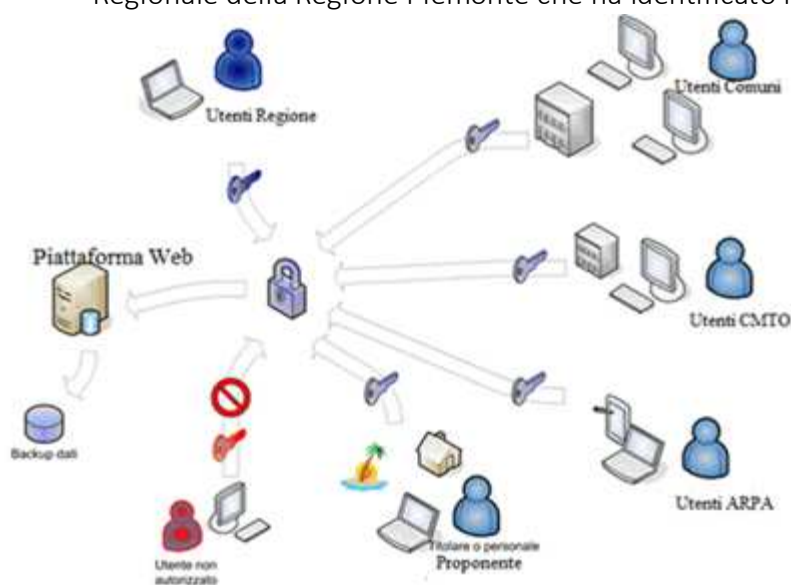 Regionale della Regione Piemonte che ha identificato
Utenti Regione
Utenti Comuni
Piattaforma Web
Utenti CMTO
Backup dati
Utenti ARPA
Utente non
autorizzato
Titolare o personale
Proponente